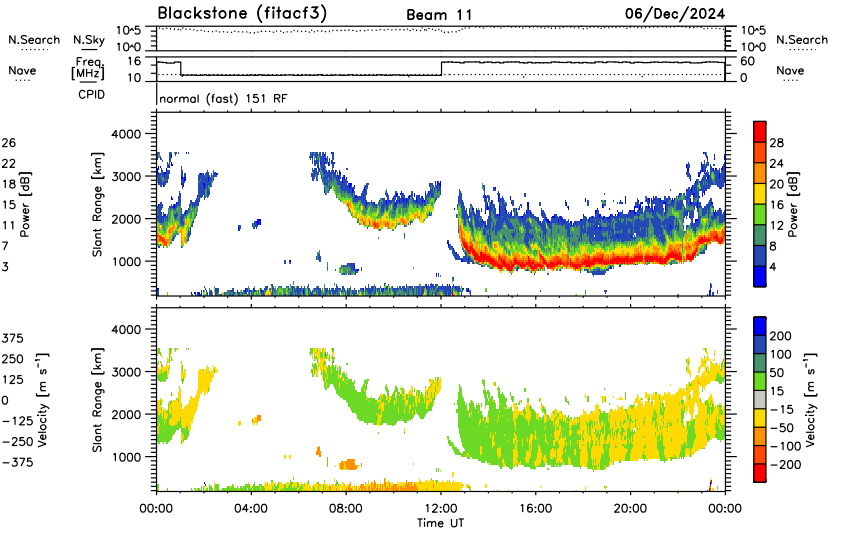 Blackstone (fitacf3) Beam 11 06/Dec/2024
N.Search N.Sky 10^5 10^0 10^5 10^0 N.Search
Nave Freq. [MHz] 16 10 60 0 Nave
CPID normal (fast) 151 RF
26 22 18 15 11 7 3
Power [dB]
4000 3000 2000 1000
Slant Range [km]
28 24 20 16 12 8 4
Power [dB]
375 250 125 0 −125 −250 −375
Velocity [m s⁻¹]
4000 3000 2000 1000
Slant Range [km]
200 100 50 15 −15 −50 −100 −200
Velocity [m s⁻¹]
00:00 04:00 08:00 12:00 16:00 20:00 00:00
Time UT